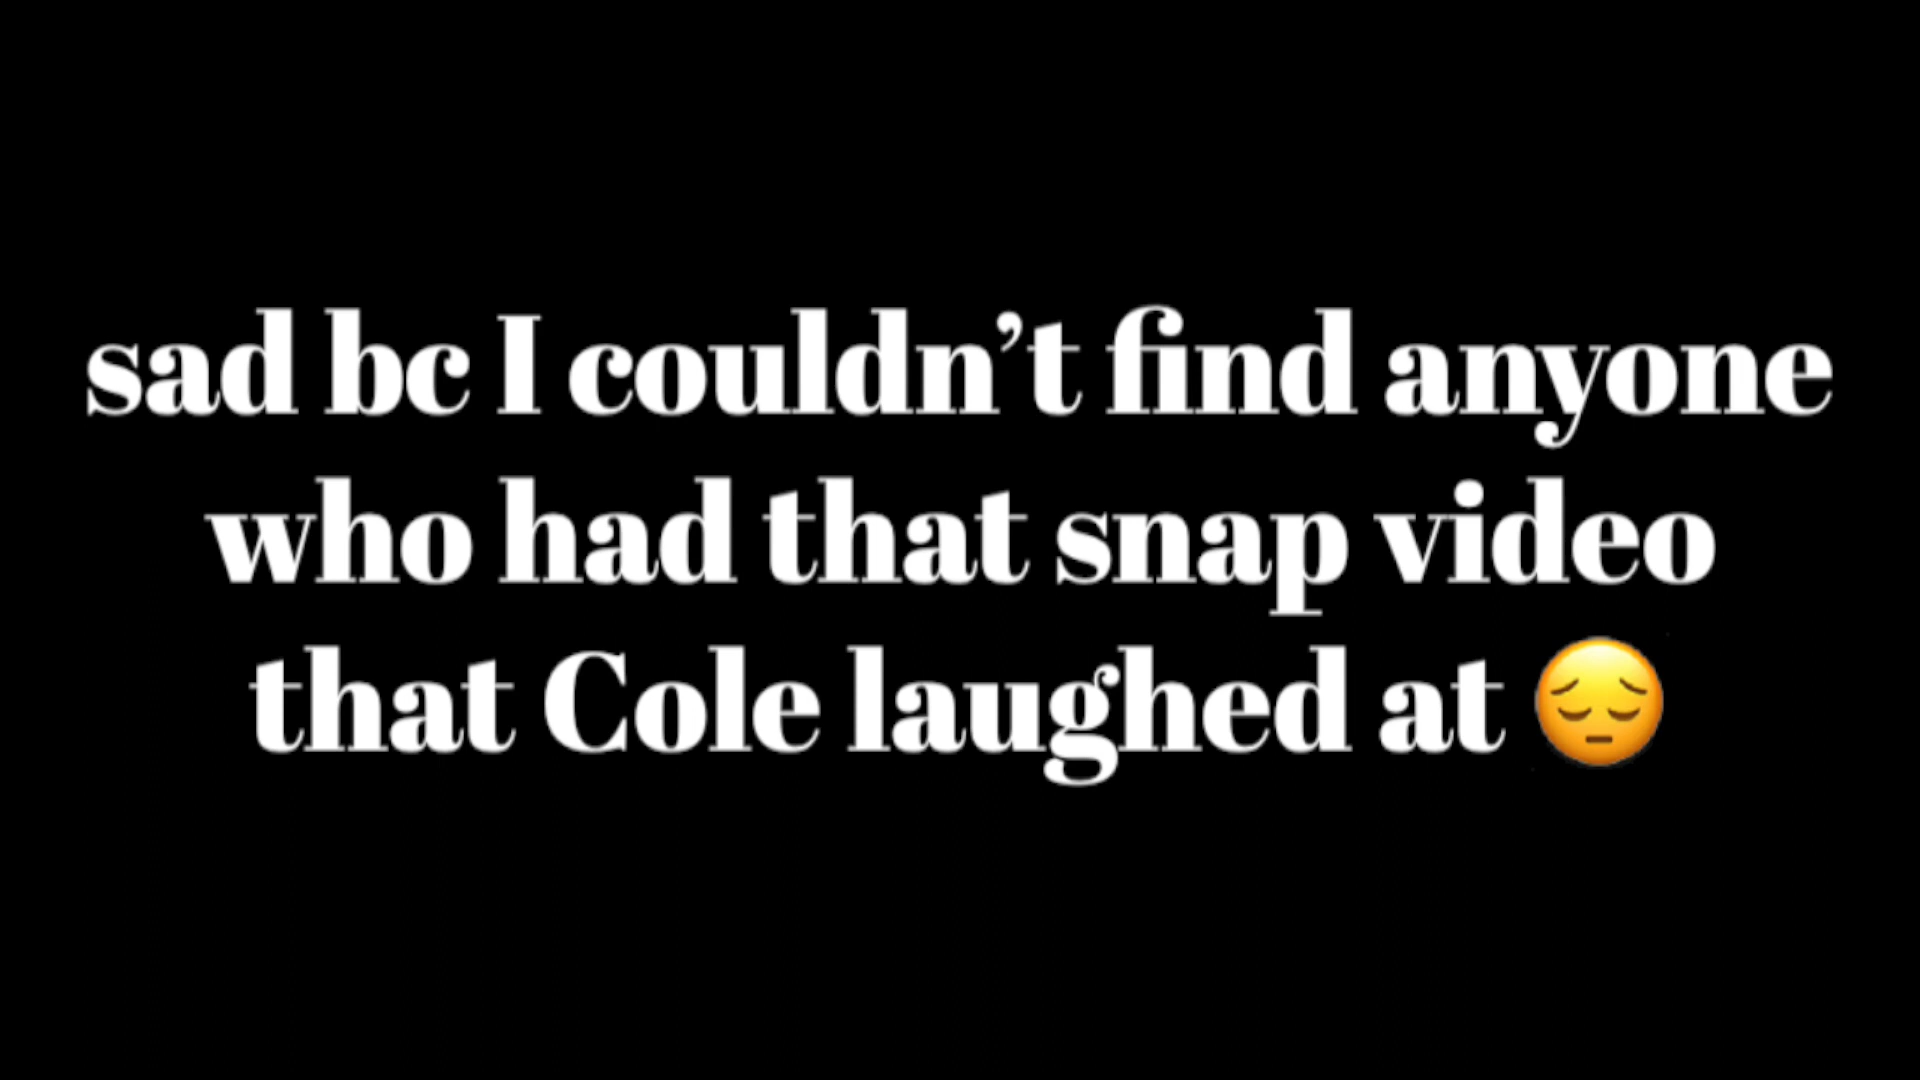 sad bc I couldn’t find anyone
who had that snap video
that Cole laughed at 😔